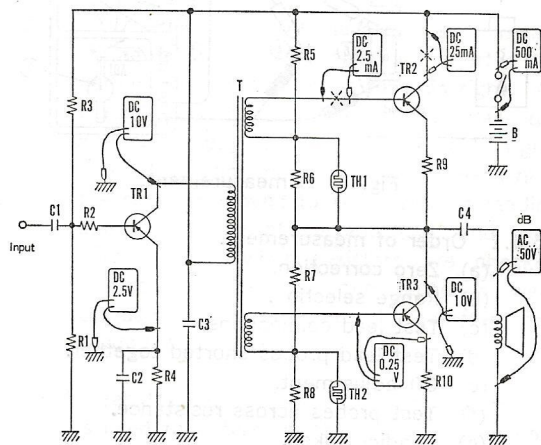 R5
DC
2.5
mA
TR2
DC
25mA
DC
500
mA
R3
DC
10V
T
B
TR1
R6
TH1
R9
C1
R2
C4
dB
AC
50V
Input
DC
2.5V
R7
TR3
DC
10V
R1
C3
DC
0.25
V
C2
R4
R8
TH2
R10
Order of measurement
(a) Zero correction